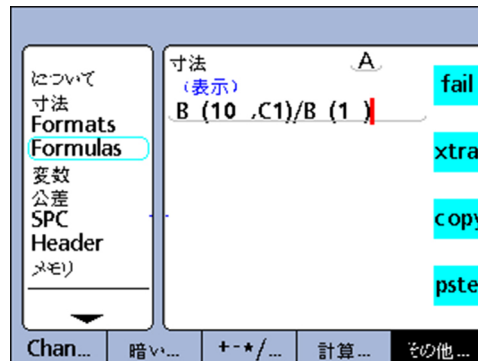 について
寸法
Formats
Formulas
変数
公差
SPC
Header
メモリ
寸法
A
(表示)
B (10 ,C1)/B (1 )
fail
xtra
copy
pste
Chan...
暗い...
+-*/...
計算...
その他...